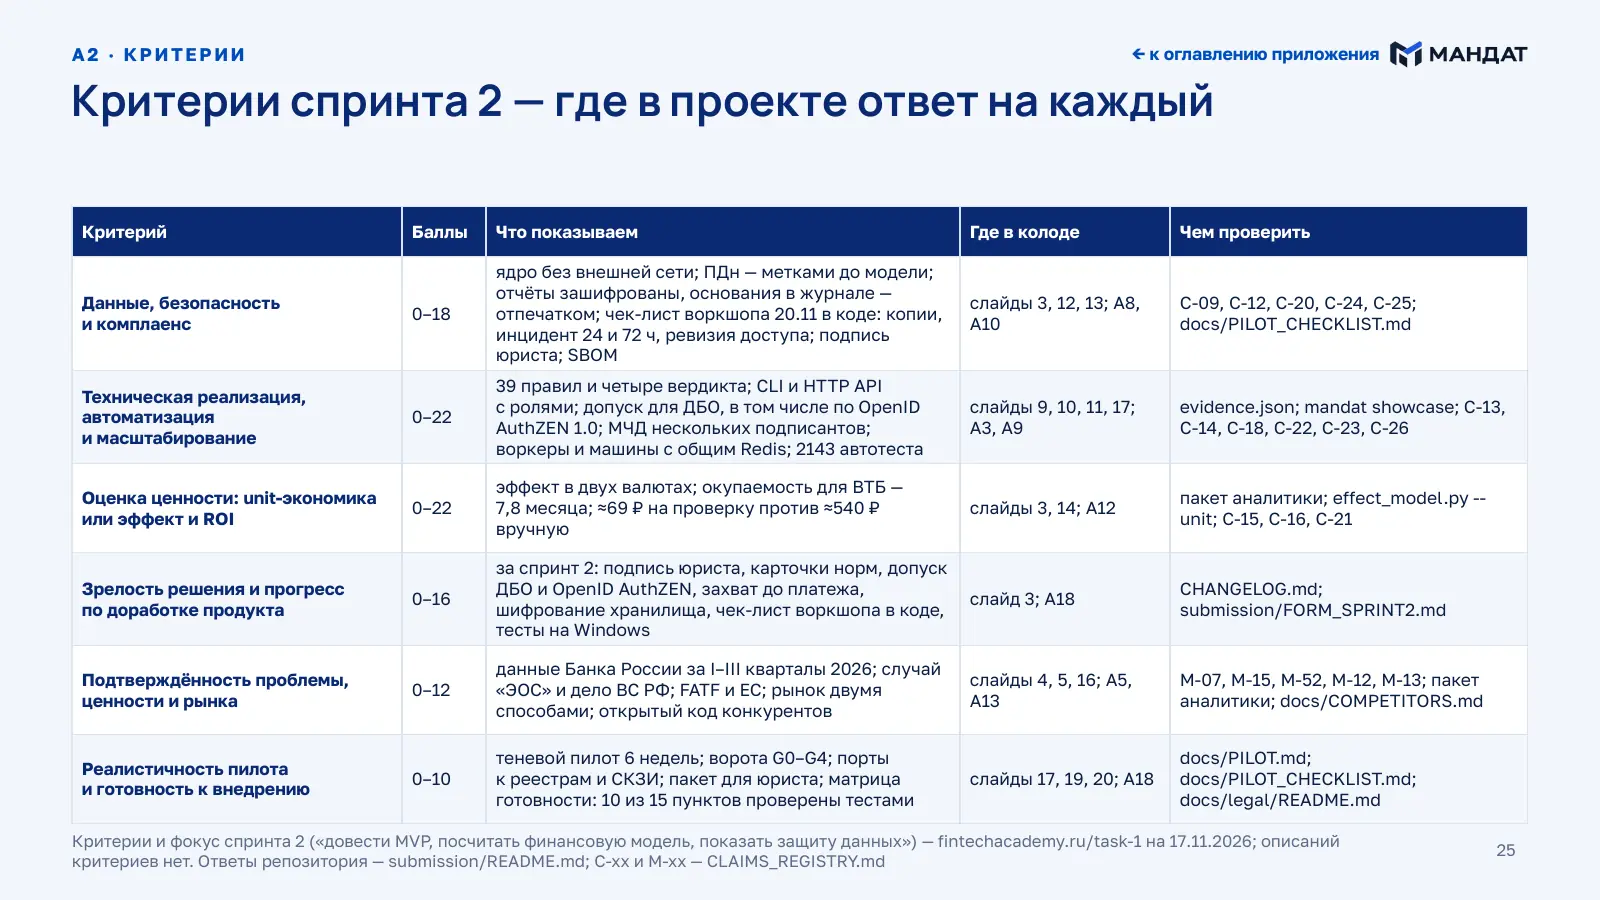 А2 · КРИТЕРИИ
← к оглавлению приложения
МАНДАТ
Критерии спринта 2 — где в проекте ответ на каждый
Критерий
Баллы
Что показываем
Где в колоде
Чем проверить
Данные, безопасность
и комплаенс
0–18
ядро без внешней сети; ПДн — метками до модели;
отчёты зашифрованы, основания в журнале —
отпечатком; чек-лист воркшопа 20.11 в коде: копии,
инцидент 24 и 72 ч, ревизия доступа; подпись
юриста; SBOM
слайды 3, 12, 13; А8,
А10
C-09, C-12, C-20, C-24, C-25;
docs/PILOT_CHECKLIST.md
Техническая реализация,
автоматизация
и масштабирование
0–22
39 правил и четыре вердикта; CLI и HTTP API
с ролями; допуск для ДБО, в том числе по OpenID
AuthZEN 1.0; МЧД нескольких подписантов;
воркеры и машины с общим Redis; 2143 автотеста
слайды 9, 10, 11, 17;
А3, А9
evidence.json; mandat showcase; C-13,
C-14, C-18, C-22, C-23, C-26
Оценка ценности: unit-экономика
или эффект и ROI
0–22
эффект в двух валютах; окупаемость для ВТБ —
7,8 месяца; ≈69 ₽ на проверку против ≈540 ₽
вручную
слайды 3, 14; А12
пакет аналитики; effect_model.py --
unit; C-15, C-16, C-21
Зрелость решения и прогресс
по доработке продукта
0–16
за спринт 2: подпись юриста, карточки норм, допуск
ДБО и OpenID AuthZEN, захват до платежа,
шифрование хранилища, чек-лист воркшопа в коде,
тесты на Windows
слайд 3; А18
CHANGELOG.md;
submission/FORM_SPRINT2.md
Подтверждённость проблемы,
ценности и рынка
0–12
данные Банка России за I–III кварталы 2026; случай
«ЭОС» и дело ВС РФ; FATF и ЕС; рынок двумя
способами; открытый код конкурентов
слайды 4, 5, 16; А5,
А13
M-07, M-15, M-52, M-12, M-13; пакет
аналитики; docs/COMPETITORS.md
Реалистичность пилота
и готовность к внедрению
0–10
теневой пилот 6 недель; ворота G0–G4; порты
к реестрам и СКЗИ; пакет для юриста; матрица
готовности: 10 из 15 пунктов проверены тестами
слайды 17, 19, 20; А18
docs/PILOT.md;
docs/PILOT_CHECKLIST.md;
docs/legal/README.md
Критерии и фокус спринта 2 («довести MVP, посчитать финансовую модель, показать защиту данных») — fintechacademy.ru/task-1 на 17.11.2026; описаний
критериев нет. Ответы репозитория — submission/README.md; C-xx и M-xx — CLAIMS_REGISTRY.md
25